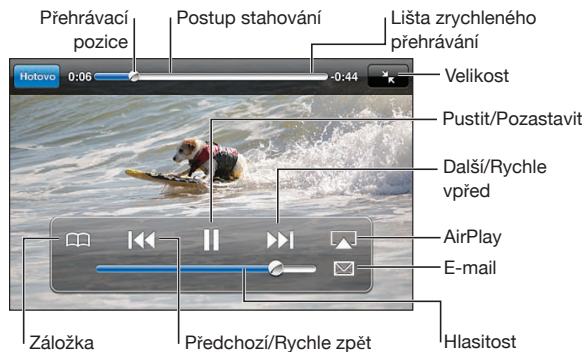 Přehrávací
pozice
Postup stahování
Lišta zrychleného
přehrávání
Hotovo 0:06 -0:44
Velikost
Pustit/Pozastavit
Další/Rychle
vpřed
AirPlay
E-mail
Záložka
Předchozí/Rychle zpět
Hlasitost